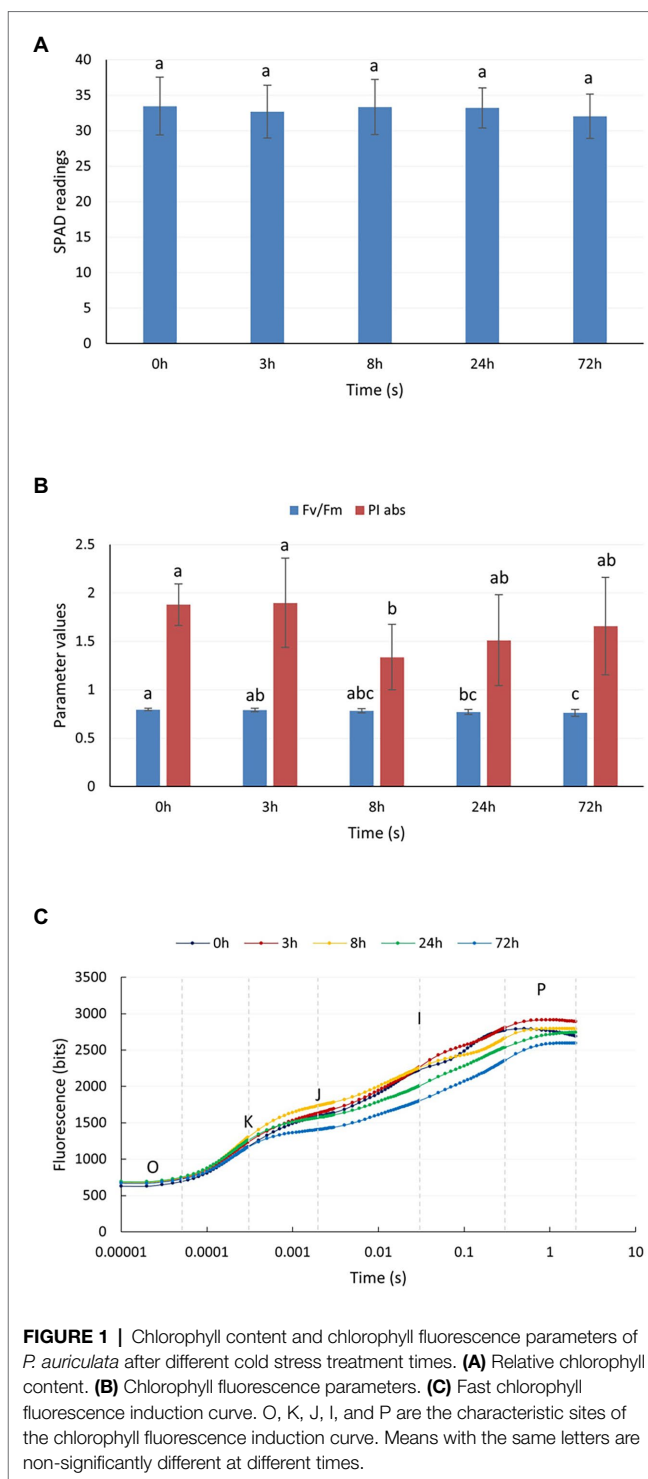 A
SPAD readings
40
35
30
25
20
15
10
5
0
a a a a a
0h 3h 8h 24h 72h
Time (s)
B
Fv/Fm PI abs
Parameter values
2.5
2
1.5
1
0.5
0
a a ab a abc b bc ab c ab
0h 3h 8h 24h 72h
Time (s)
C
0h 3h 8h 24h 72h
Fluorescence (bits)
3500
3000
2500
2000
1500
1000
500
0
O K J I P
0.00001 0.0001 0.001 0.01 0.1 1 10
Time (s)
FIGURE 1 | Chlorophyll content and chlorophyll fluorescence parameters of
P. auriculata after different cold stress treatment times. (A) Relative chlorophyll
content. (B) Chlorophyll fluorescence parameters. (C) Fast chlorophyll
fluorescence induction curve. O, K, J, I, and P are the characteristic sites of
the chlorophyll fluorescence induction curve. Means with the same letters are
non-significantly different at different times.